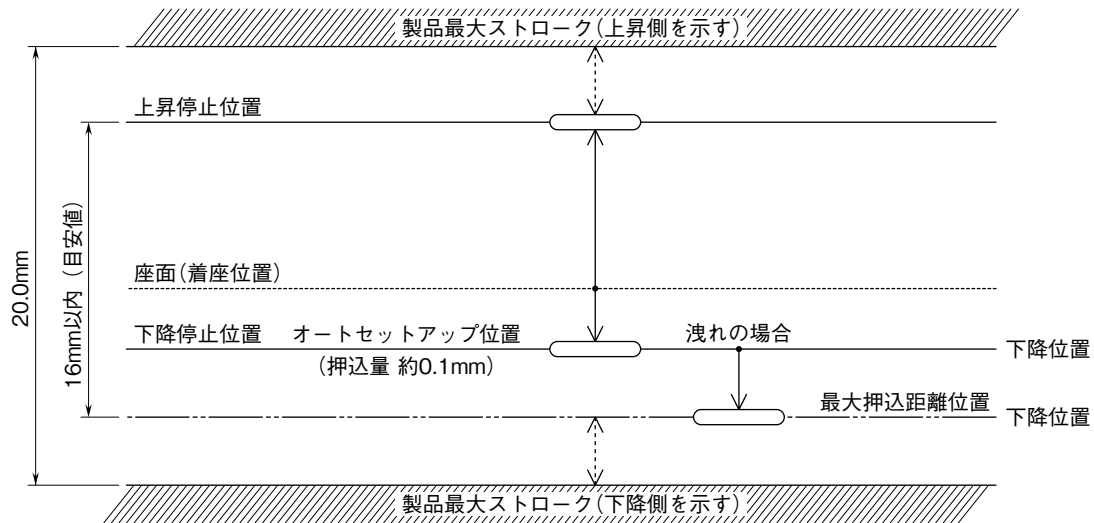 製品最大ストローク(上昇側を示す)
上昇停止位置
20.0mm
16mm以内（目安値）
座面(着座位置)
下降停止位置
オートセットアップ位置
(押込量 約0.1mm)
洩れの場合
下降位置
最大押込距離位置
下降位置
製品最大ストローク(下降側を示す)